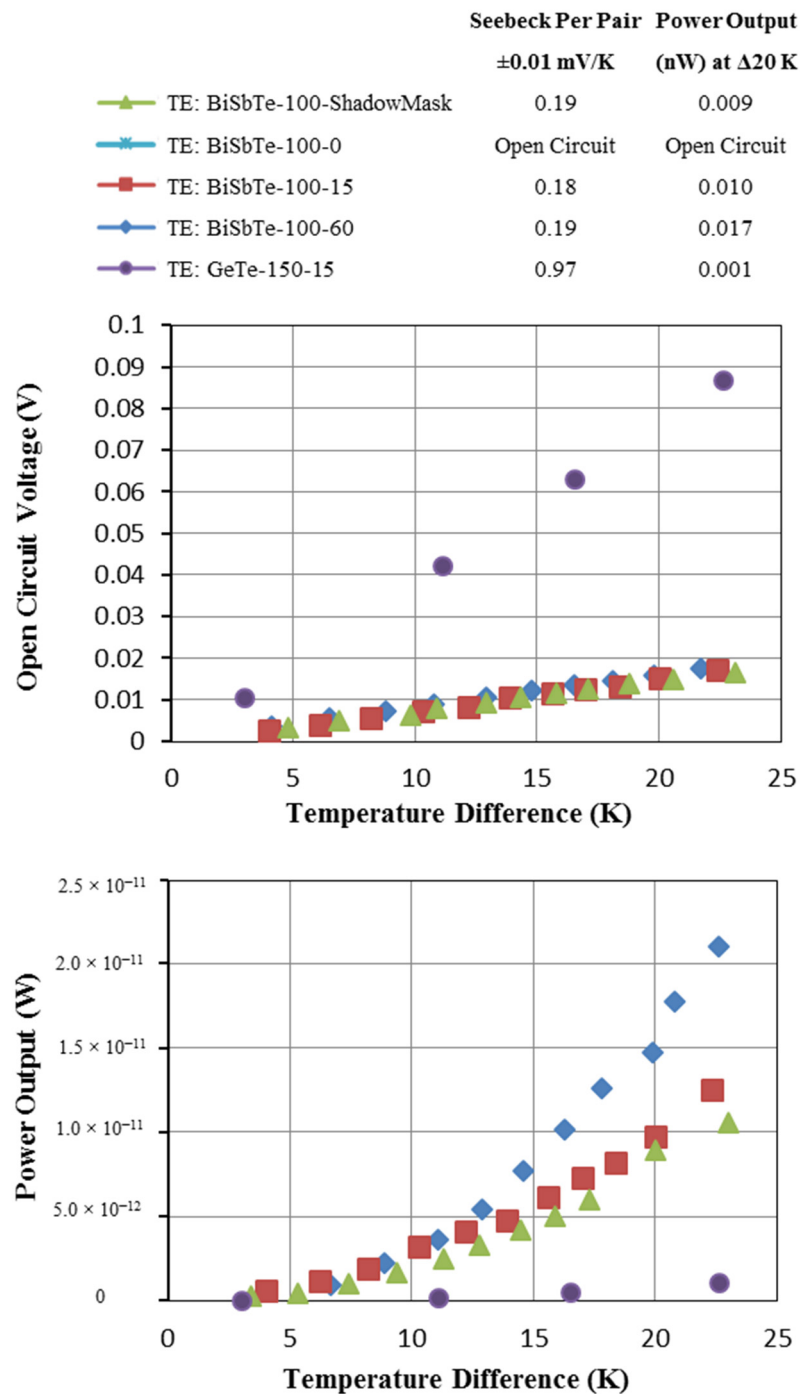 Seebeck Per Pair Power Output
±0.01 mV/K (nW) at Δ20 K
TE: BiSbTe-100-ShadowMask 0.19 0.009
TE: BiSbTe-100-0 Open Circuit Open Circuit
TE: BiSbTe-100-15 0.18 0.010
TE: BiSbTe-100-60 0.19 0.017
TE: GeTe-150-15 0.97 0.001
0.1
0.09
0.08
0.07
0.06
0.05
0.04
0.03
0.02
0.01
0
Open Circuit Voltage (V)
0 5 10 15 20 25
Temperature Difference (K)
2.5 × 10⁻¹¹
2.0 × 10⁻¹¹
1.5 × 10⁻¹¹
1.0 × 10⁻¹¹
5.0 × 10⁻¹²
0
Power Output (W)
0 5 10 15 20 25
Temperature Difference (K)